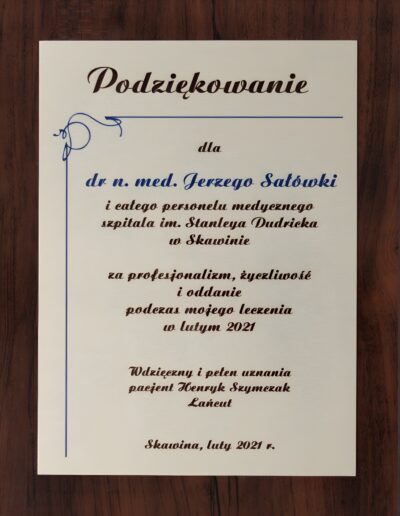 Podziękowanie
dla
dr n. med. Jerzego Sałówki
i całego personelu medycznego
szpitala im. Stanleya Dudricka
w Skawinie
za profesjonalizm, życzliwość
i oddanie
podczas mojego leczenia
w lutym 2021
Wdzięczny i pełen uznania
pacjent Henryk Szymczak
Łańcut
Skawina, luty 2021 r.